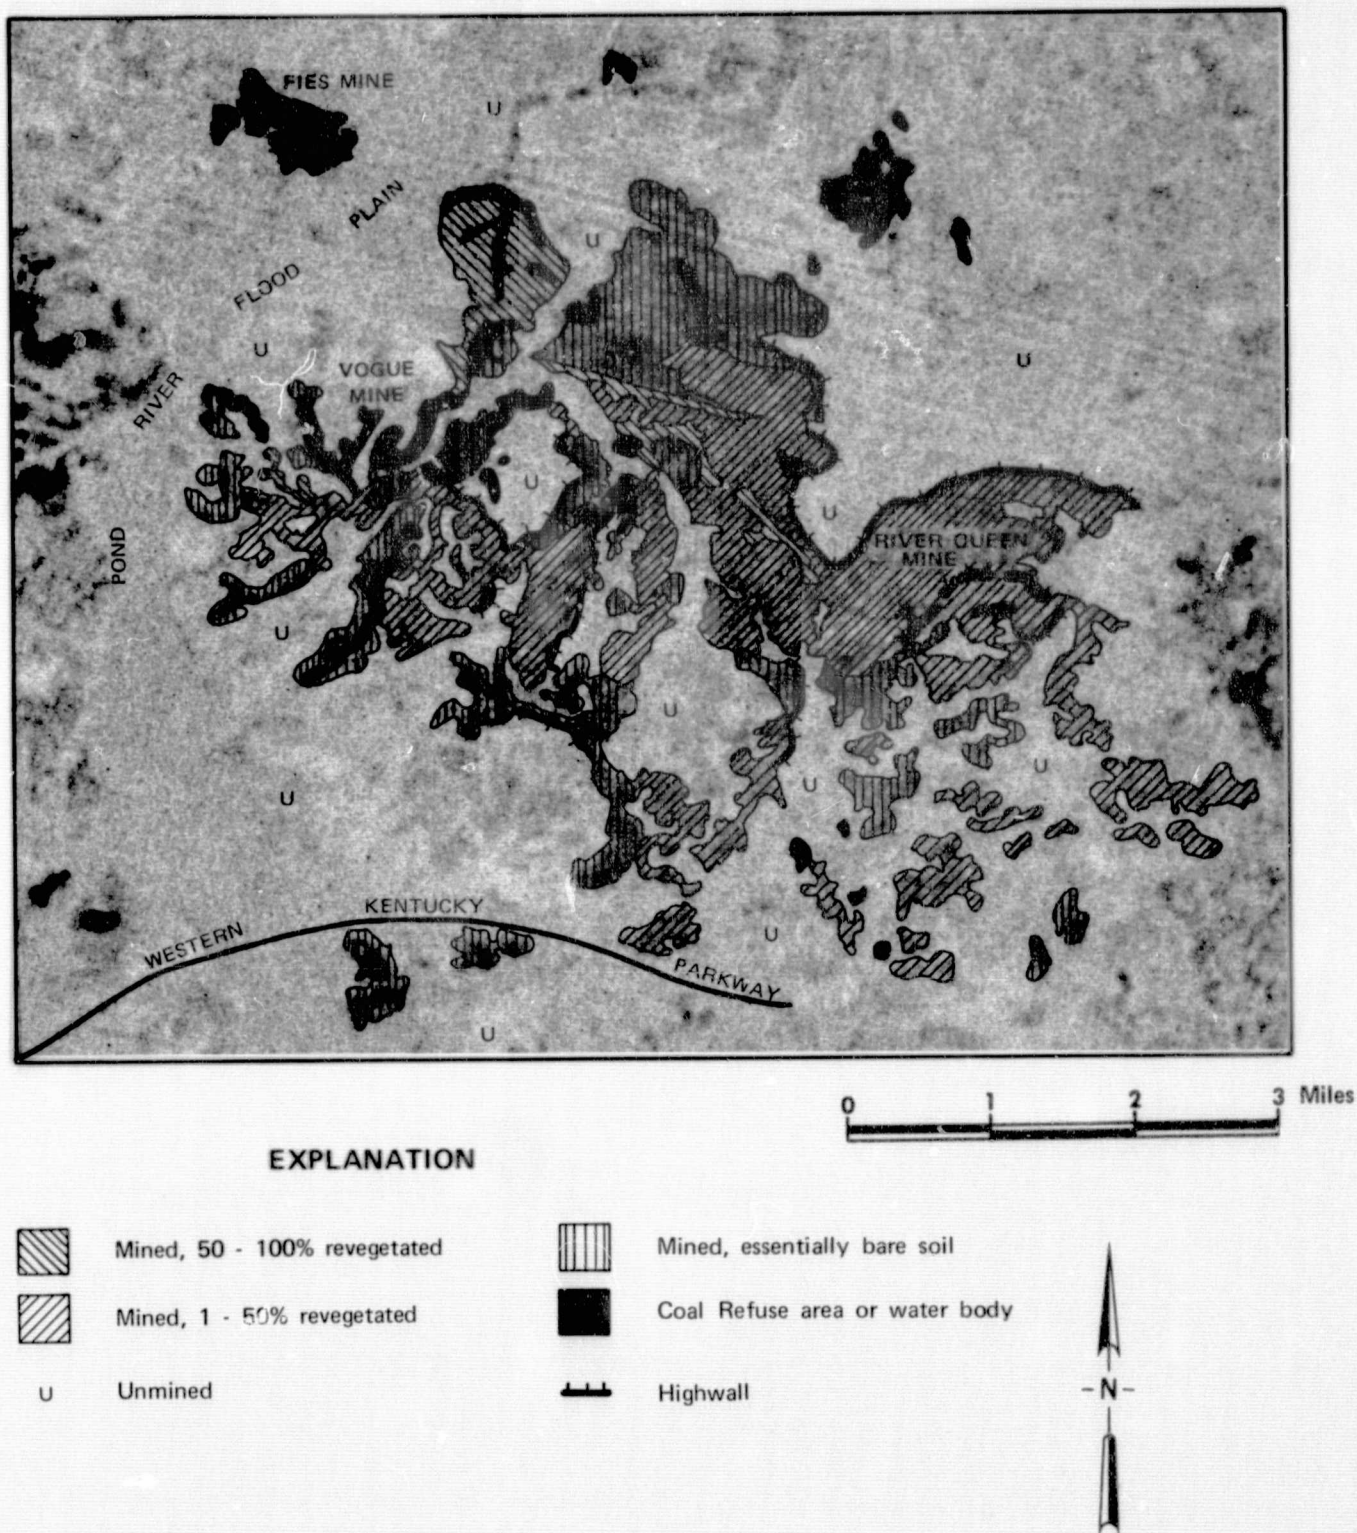 FIES MINE
U
PLAIN
U
FLOOD
U
VOGUE
MINE
U
RIVER
U
U
RIVER QUEEN
MINE
POND
U
U
U
U
U
KENTUCKY
WESTERN
U
PARKWAY
U
0 1 2 3 Miles
EXPLANATION
Mined, 50 - 100% revegetated
Mined, essentially bare soil
Mined, 1 - 50% revegetated
Coal Refuse area or water body
U Unmined
Highwall
-N-